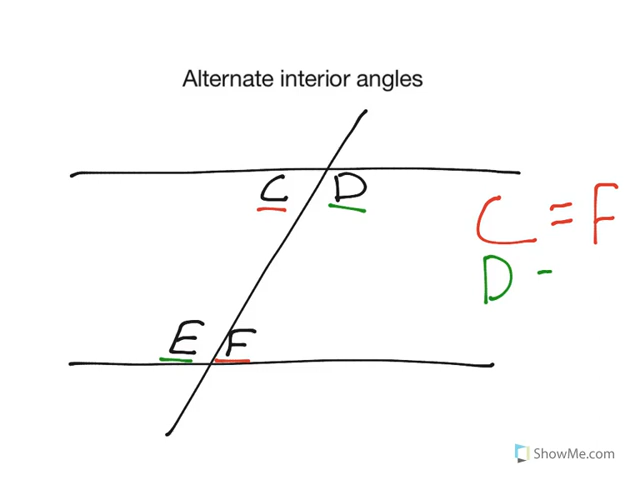 Alternate interior angles
C D
C = F
D -
E F
ShowMe.com